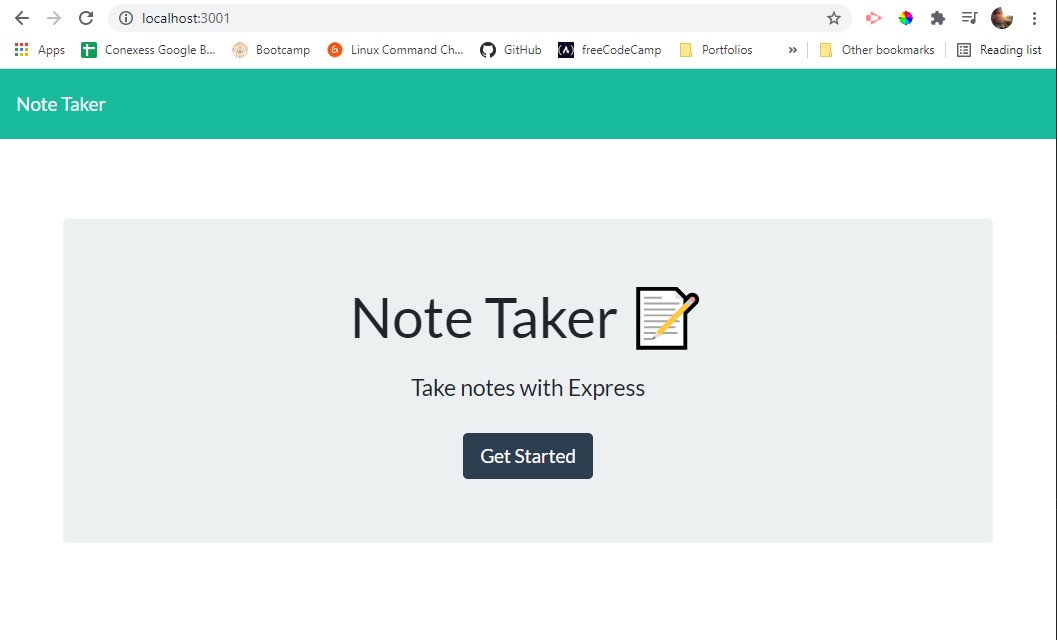 localhost:3001
Apps Conexess Google B... Bootcamp Linux Command Ch... GitHub freeCodeCamp Portfolios » Other bookmarks Reading list
Note Taker
Note Taker 📝
Take notes with Express
Get Started